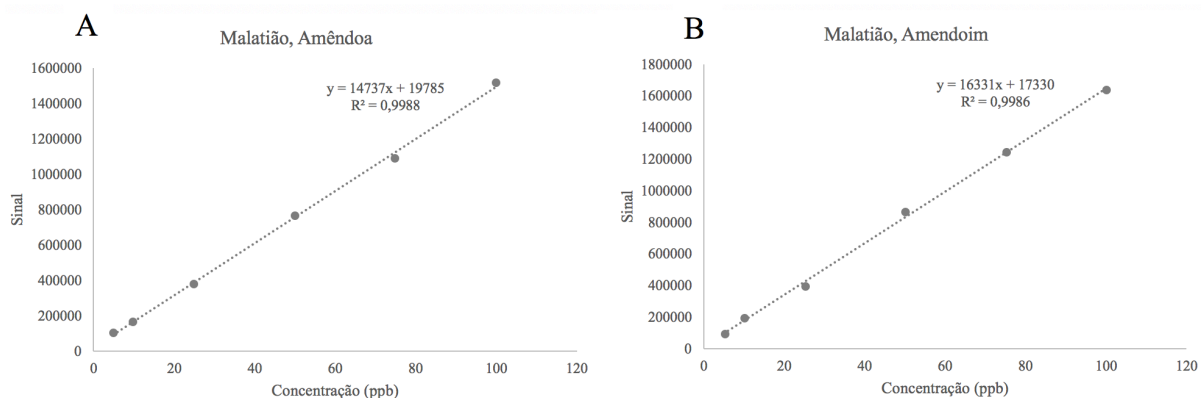 A
Malatião, Amêndoa
y = 14737x + 19785
R² = 0,9988
1600000
1400000
1200000
1000000
800000
600000
400000
200000
0
Sinal
0 20 40 60 80 100 120
Concentração (ppb)
B
Malatião, Amendoim
y = 16331x + 17330
R² = 0,9986
1800000
1600000
1400000
1200000
1000000
800000
600000
400000
200000
0
Sinal
0 20 40 60 80 100 120
Concentração (ppb)